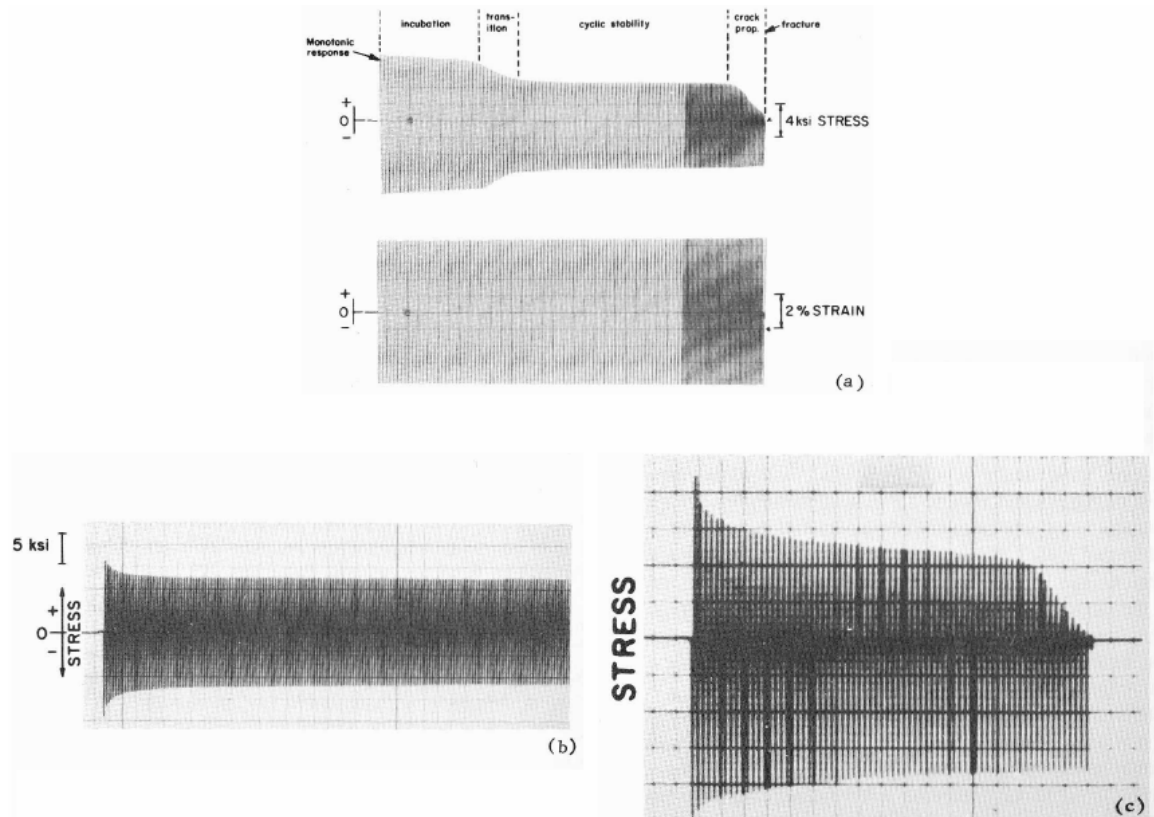 incubation
trans-
ition
cyclic stability
crack
prop.
fracture
Monotonic
response
+
0
-
4 ksi STRESS
+
0
-
2 % STRAIN
(a)
5 ksi
+
0
-
STRESS
(b)
STRESS
(c)